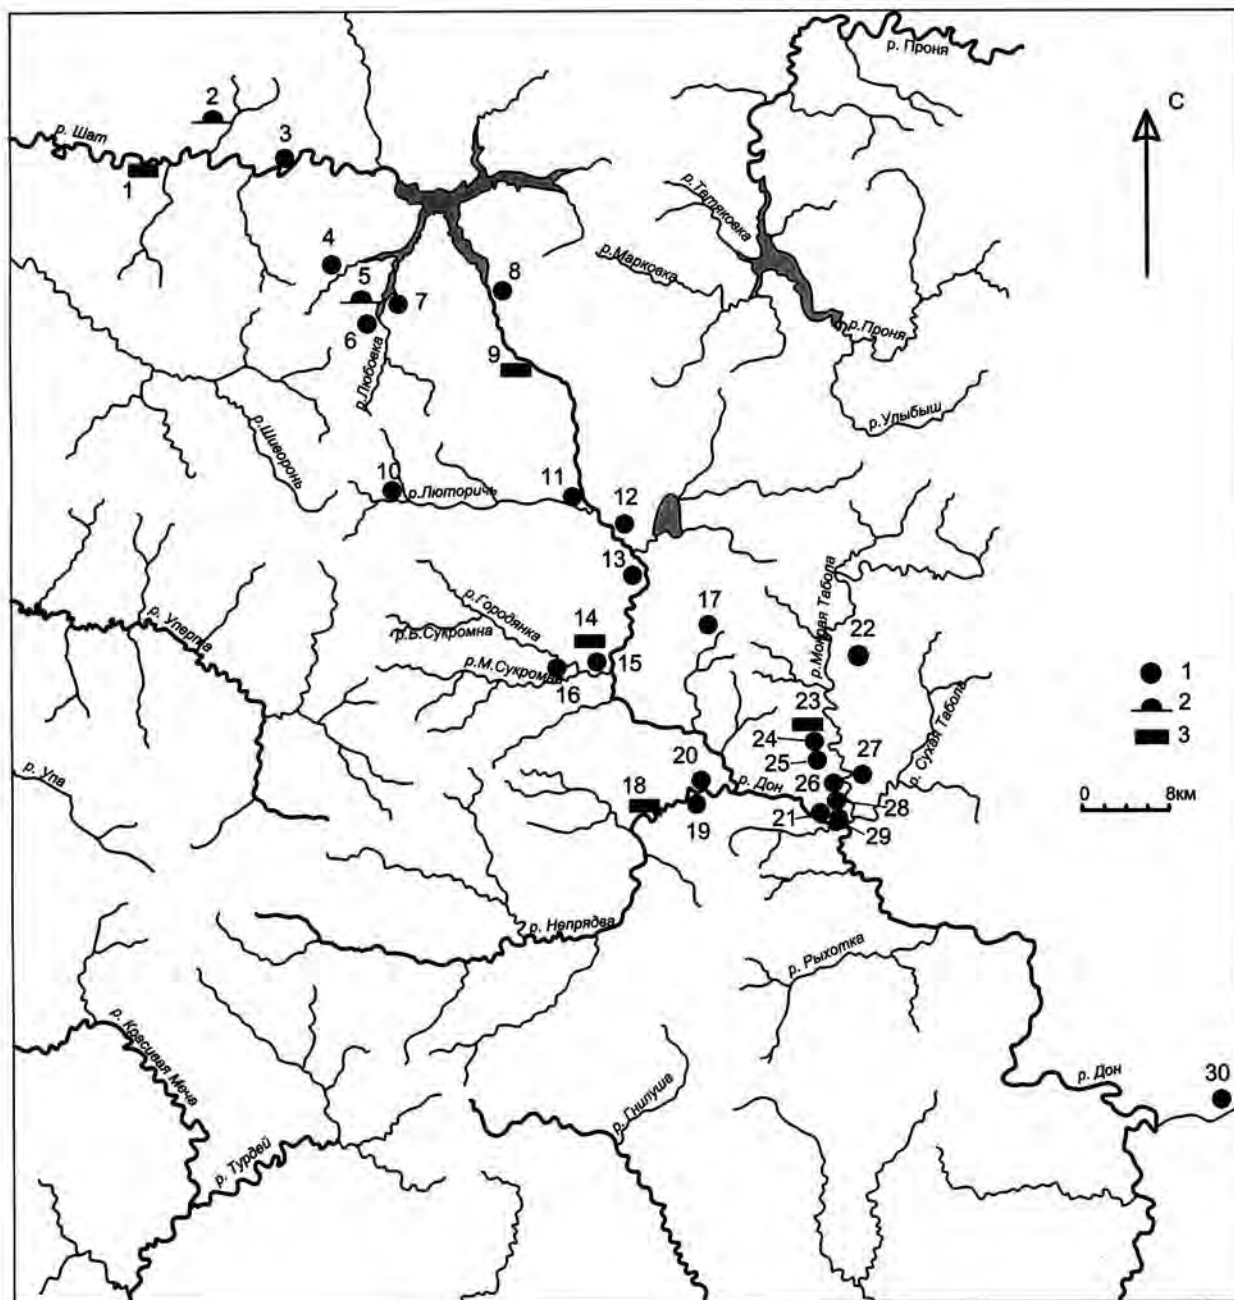 р. Проня
С
2
р. Шат
3
1
р.Тетяковка
4
р.Марковка
8
5
7
6
р.Проня
9
р.Любовка
р.Улыбыш
р.Шиворонь
10
р.Люторичь
11
12
13
р.Мокрая Табола
р.Городянка
17
14
р. Уперта
р.Б.Сукромна
22
15
р.М.Сукромна
16
1
23
2
24
3
27
р. Сухая Табола
25
20
26
р. Упа
18
р. Дон
0 8км
21
28
19
29
р. Непрядва
р. Рыхотка
р. Красивая Меча
р. Дон
30
р. Гнилуша
р. Турдей